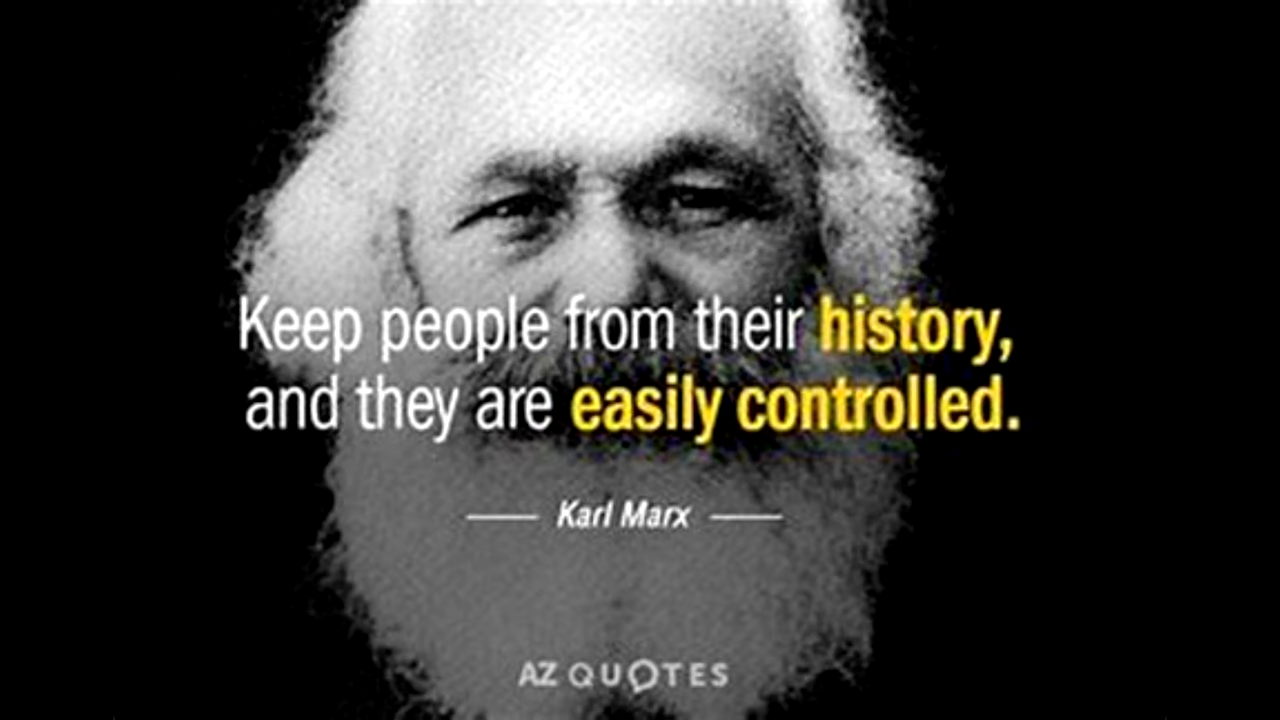 Keep people from their history,
and they are easily controlled.
Karl Marx
AZ QUOTES